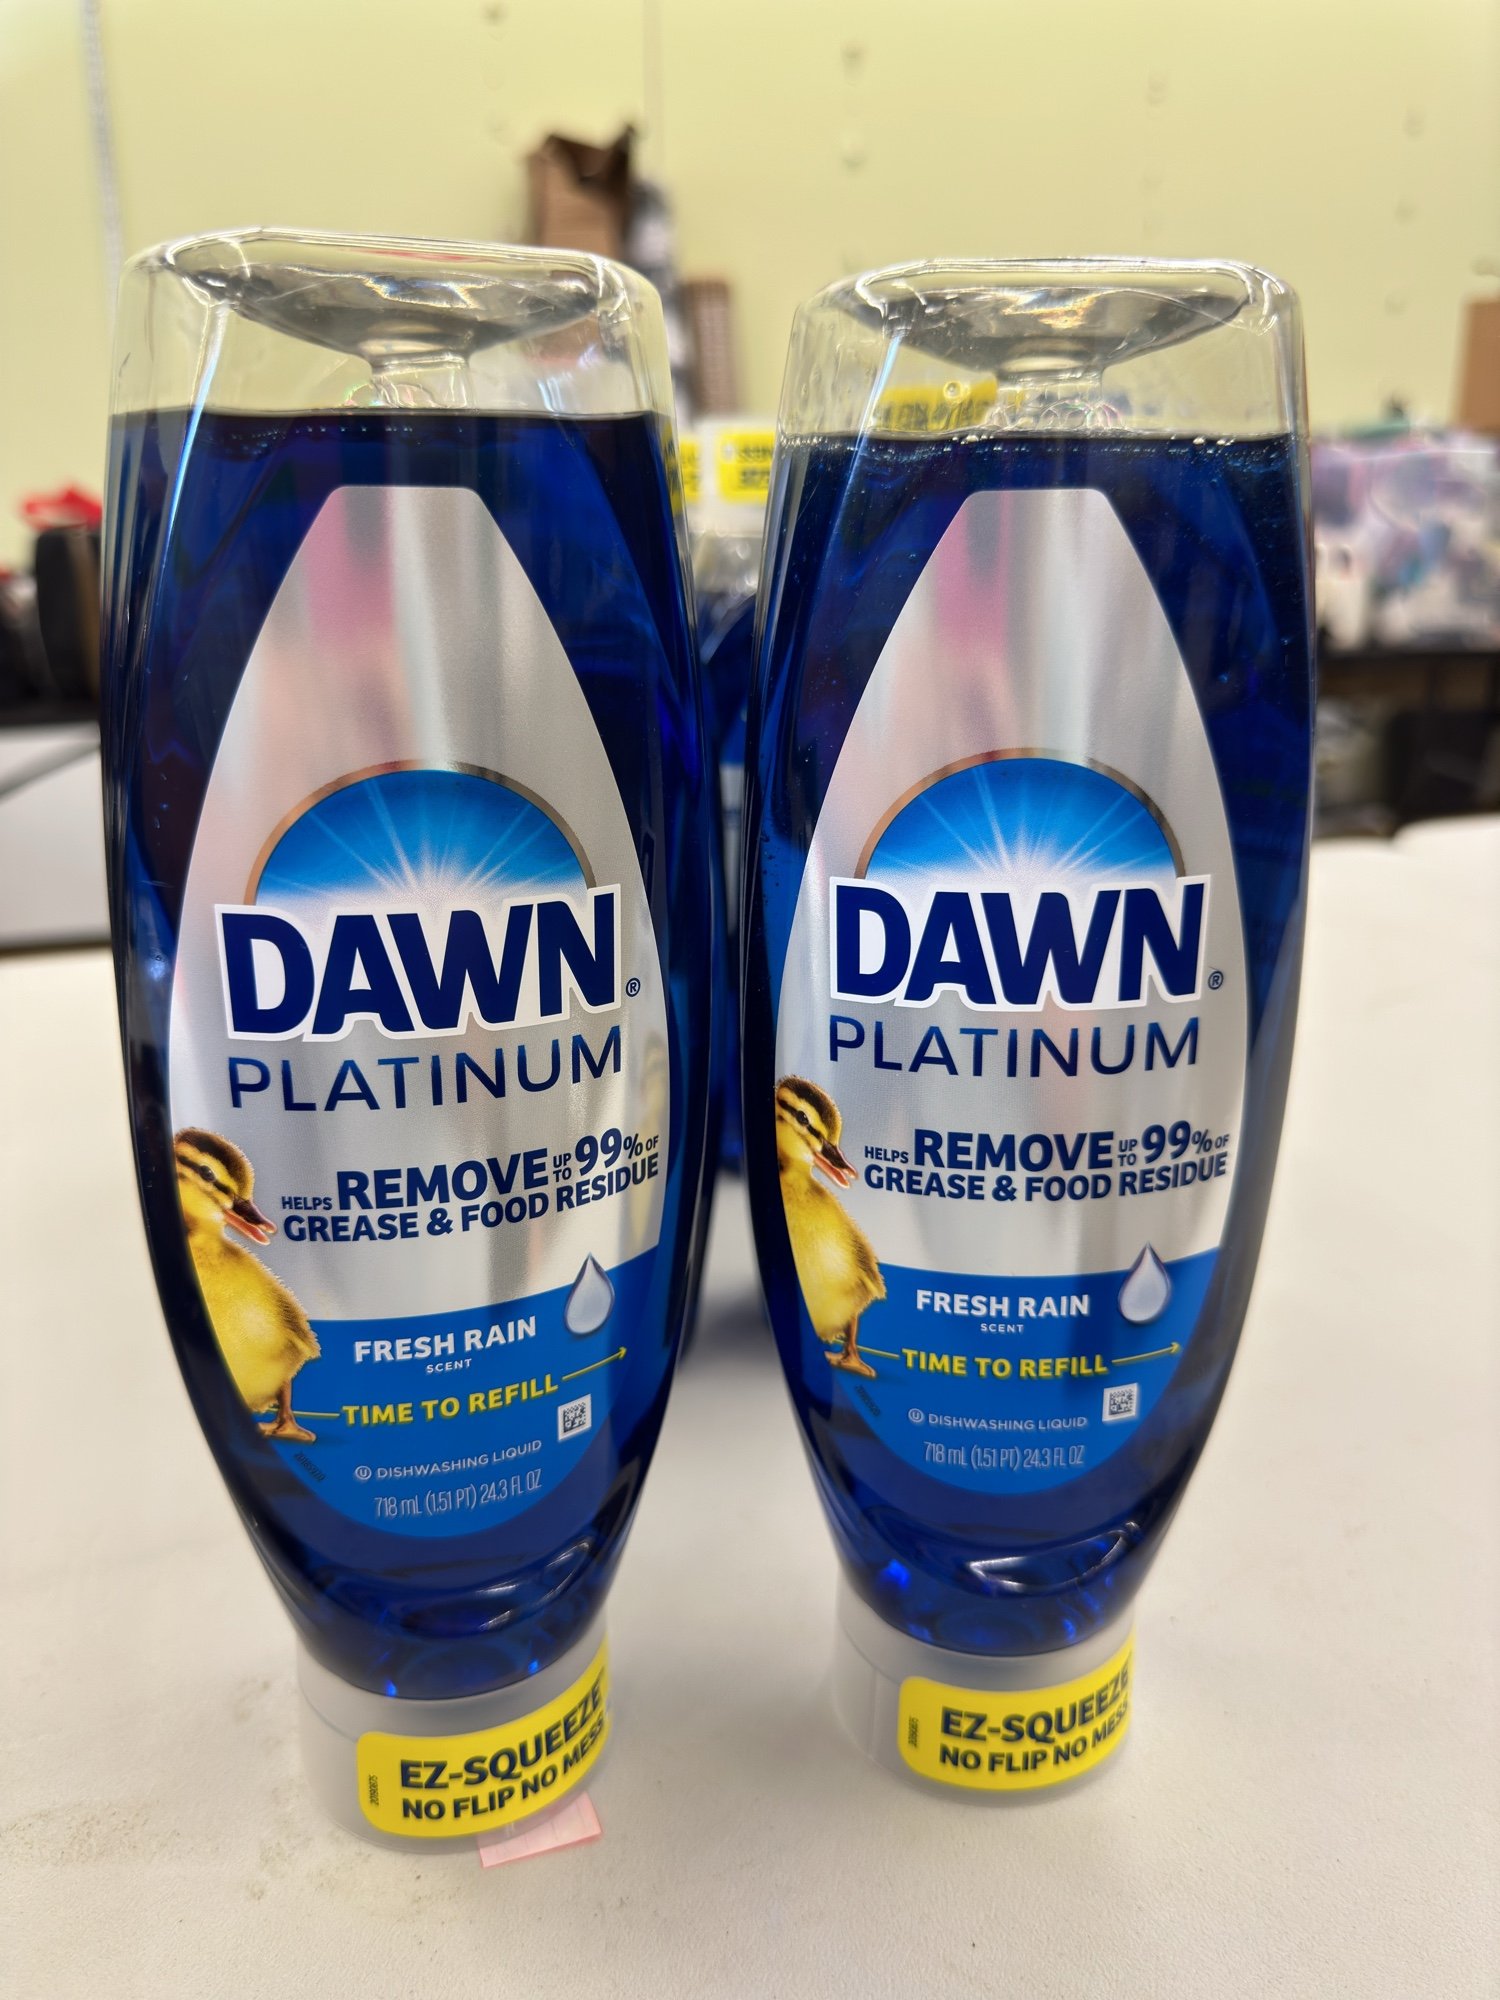 DAWN®
PLATINUM
HELPS REMOVE UP TO 99% OF
GREASE & FOOD RESIDUE
FRESH RAIN
SCENT
TIME TO REFILL
Ⓤ DISHWASHING LIQUID
718 mL (1.51 PT) 24.3 FL OZ
EZ-SQUEEZE™
NO FLIP NO MESS
DAWN®
PLATINUM
HELPS REMOVE UP TO 99% OF
GREASE & FOOD RESIDUE
FRESH RAIN
SCENT
TIME TO REFILL
Ⓤ DISHWASHING LIQUID
718 mL (1.51 PT) 24.3 FL OZ
EZ-SQUEEZE
NO FLIP NO MESS